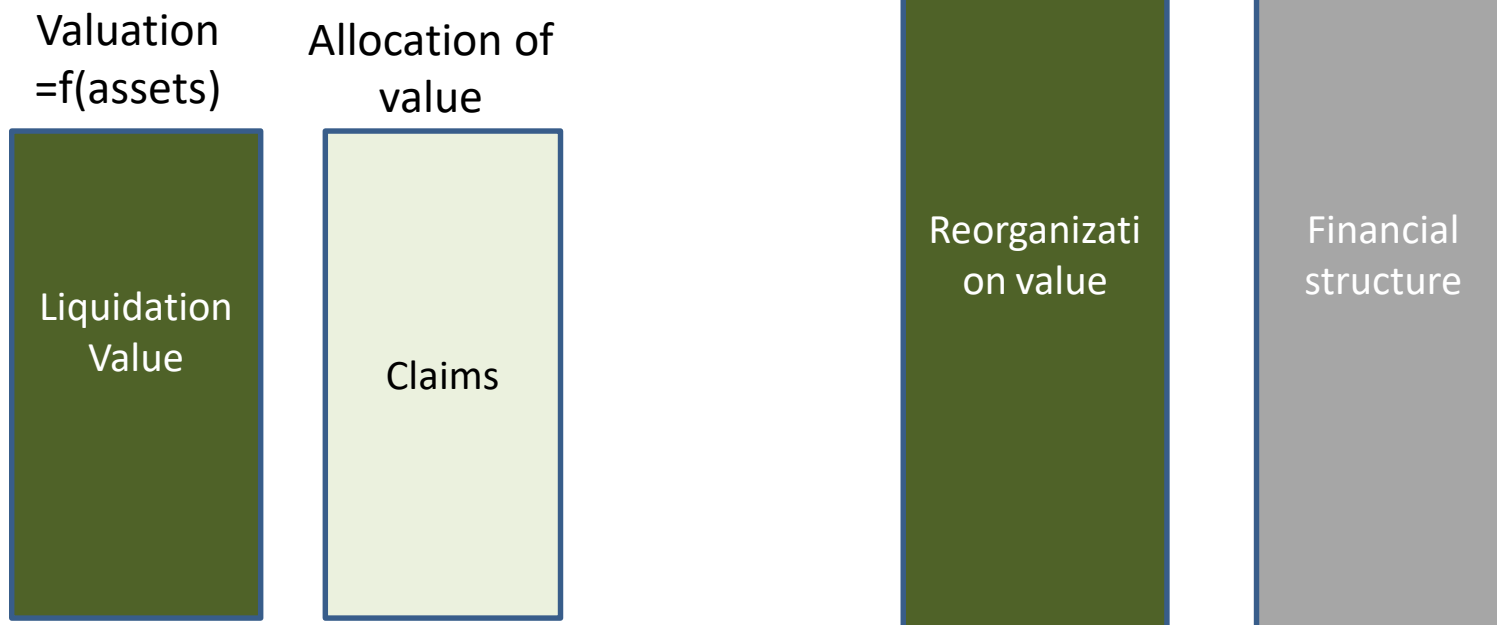 Valuation
=f(assets)
Allocation of
value
Liquidation
Value
Claims
Reorganizati
on value
Financial
structure